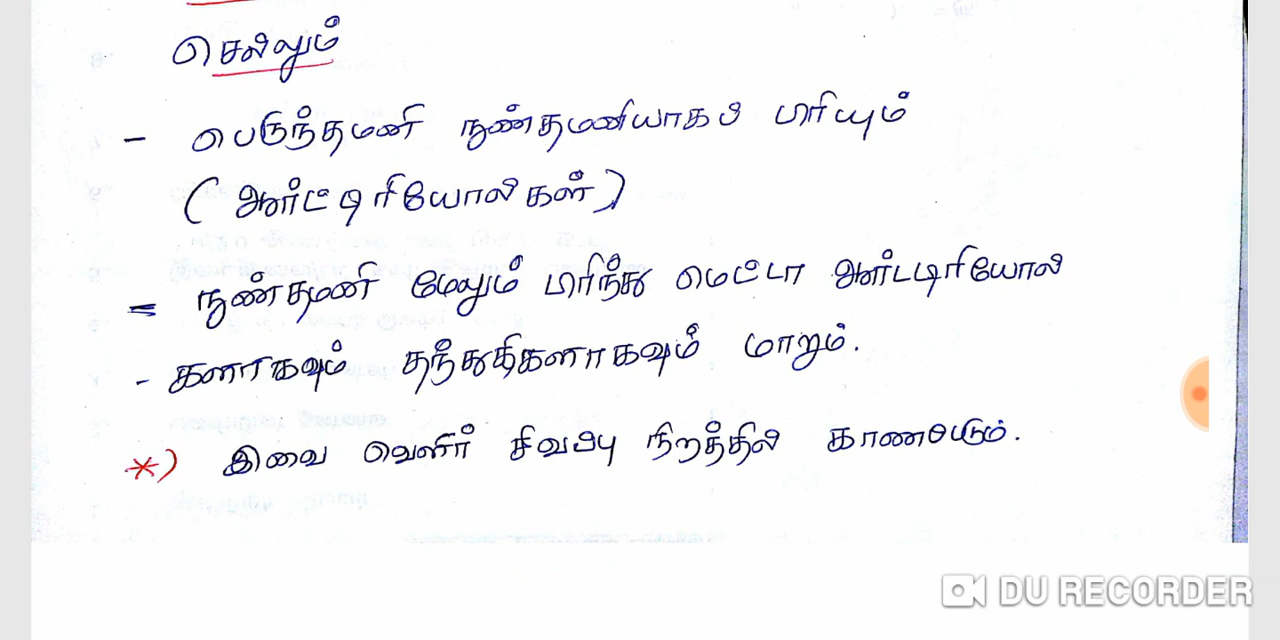 செல்லும்
- பெருந்தமனி நுண்தமனியாகப் பிரியும்
( ஆர்ட்டிரியோல்கள் )
= நுண்தமனி மேலும் பிரிந்து மெட்டா ஆர்ட்டிரியோல்
- களாகவும் தந்துகிகளாகவும் மாறும்.
*) இவை வெளிர் சிவப்பு நிறத்தில் காணப்படும்.
DU RECORDER